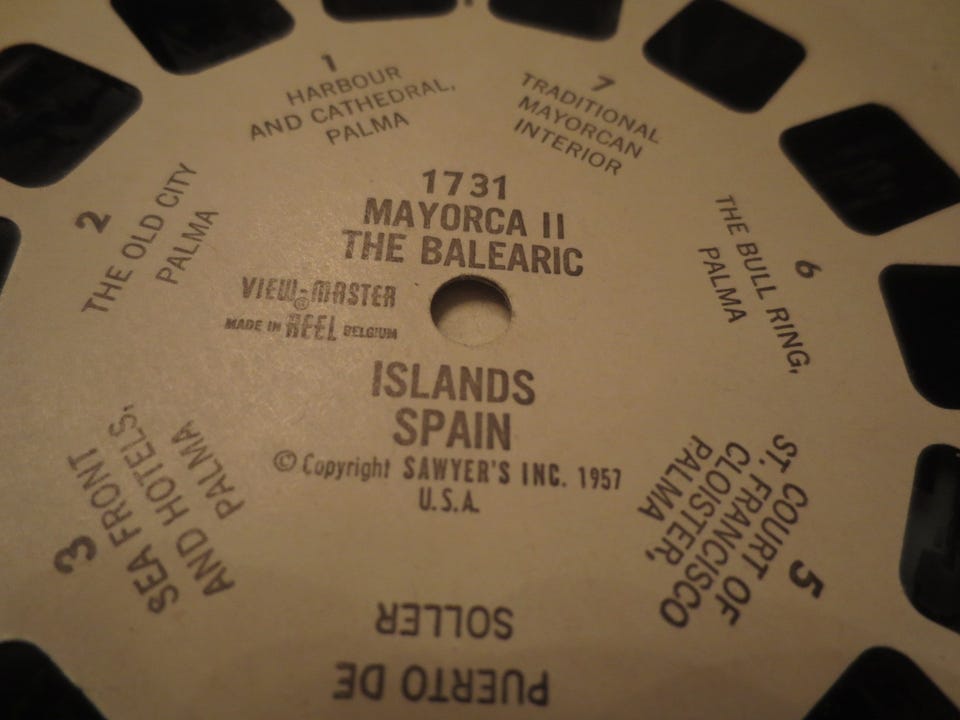 1731
MAYORCA II
THE BALEARIC
VIEW-MASTER
®
MADE IN REEL BELGIUM
ISLANDS
SPAIN
© Copyright SAWYER'S INC. 1957
U.S.A.
1
HARBOUR
AND CATHEDRAL,
PALMA
2
THE OLD CITY
PALMA
3
SEA FRONT
AND HOTELS,
PALMA
PUERTO DE
SOLLER
5
COURT OF
ST. FRANCISCO
CLOISTER,
PALMA
6
THE BULL RING,
PALMA
7
TRADITIONAL
MAYORCAN
INTERIOR